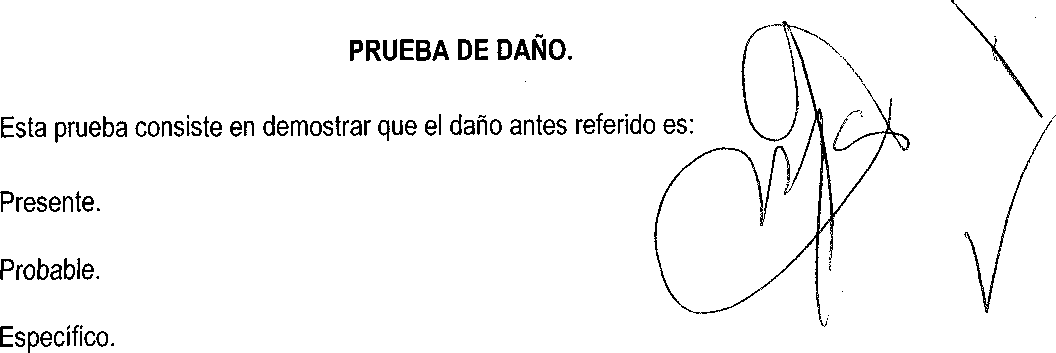 PRUEBA DE DAÑO.
Esta prueba consiste en demostrar que el daño antes referido es:
Presente.
Probable.
Específico.